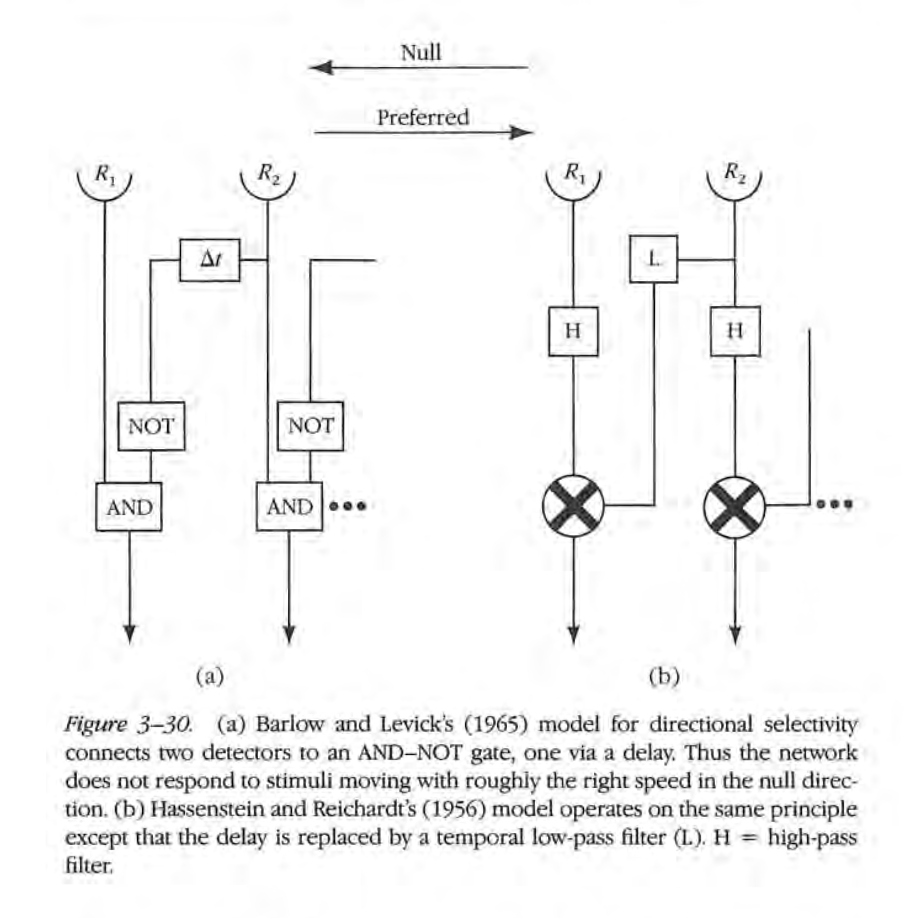 Null
Preferred
R1 R2 R1 R2
Δt L
H H
NOT NOT
AND AND
(a) (b)
Figure 3–30. (a) Barlow and Levick's (1965) model for directional selectivity
connects two detectors to an AND–NOT gate, one via a delay. Thus the network
does not respond to stimuli moving with roughly the right speed in the null direc-
tion. (b) Hassenstein and Reichardt's (1956) model operates on the same principle
except that the delay is replaced by a temporal low-pass filter (L). H = high-pass
filter.